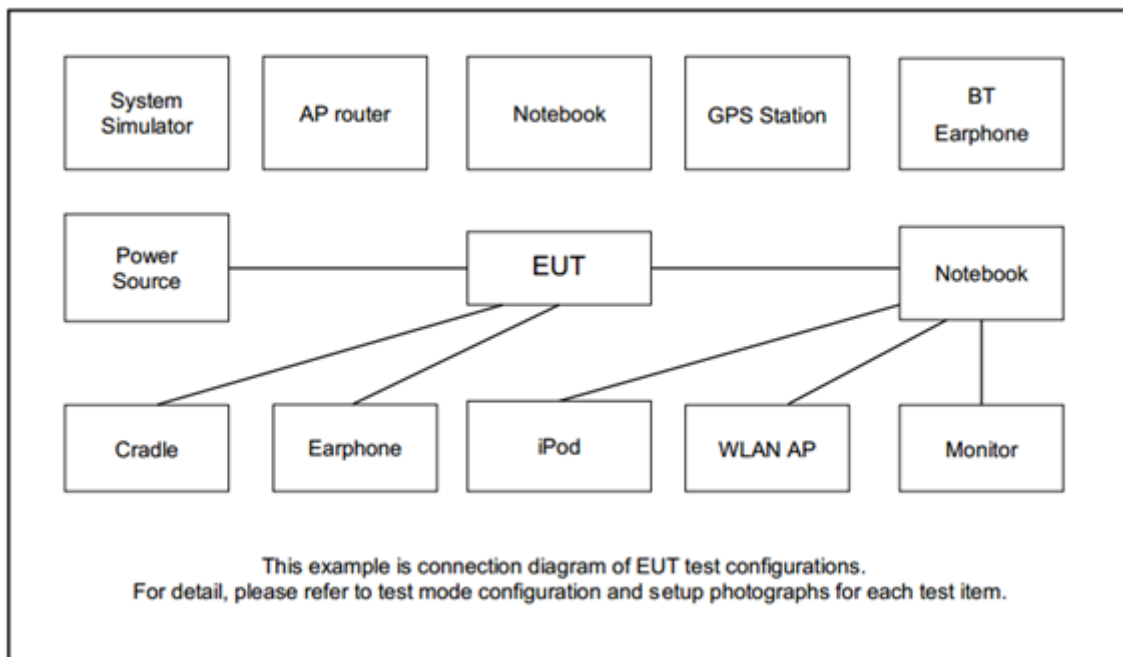 System
Simulator
AP router
Notebook
GPS Station
BT
Earphone
Power
Source
EUT
Notebook
Cradle
Earphone
iPod
WLAN AP
Monitor
This example is connection diagram of EUT test configurations.
For detail, please refer to test mode configuration and setup photographs for each test item.